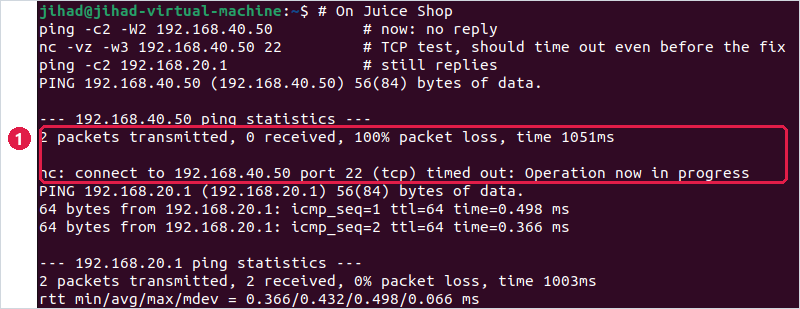 jihad@jihad-virtual-machine:~$ # On Juice Shop
ping -c2 -W2 192.168.40.50 # now: no reply
nc -vz -w3 192.168.40.50 22 # TCP test, should time out even before the fix
ping -c2 192.168.20.1 # still replies
PING 192.168.40.50 (192.168.40.50) 56(84) bytes of data.
--- 192.168.40.50 ping statistics ---
1
2 packets transmitted, 0 received, 100% packet loss, time 1051ms
nc: connect to 192.168.40.50 port 22 (tcp) timed out: Operation now in progress
PING 192.168.20.1 (192.168.20.1) 56(84) bytes of data.
64 bytes from 192.168.20.1: icmp_seq=1 ttl=64 time=0.498 ms
64 bytes from 192.168.20.1: icmp_seq=2 ttl=64 time=0.366 ms
--- 192.168.20.1 ping statistics ---
2 packets transmitted, 2 received, 0% packet loss, time 1003ms
rtt min/avg/max/mdev = 0.366/0.432/0.498/0.066 ms